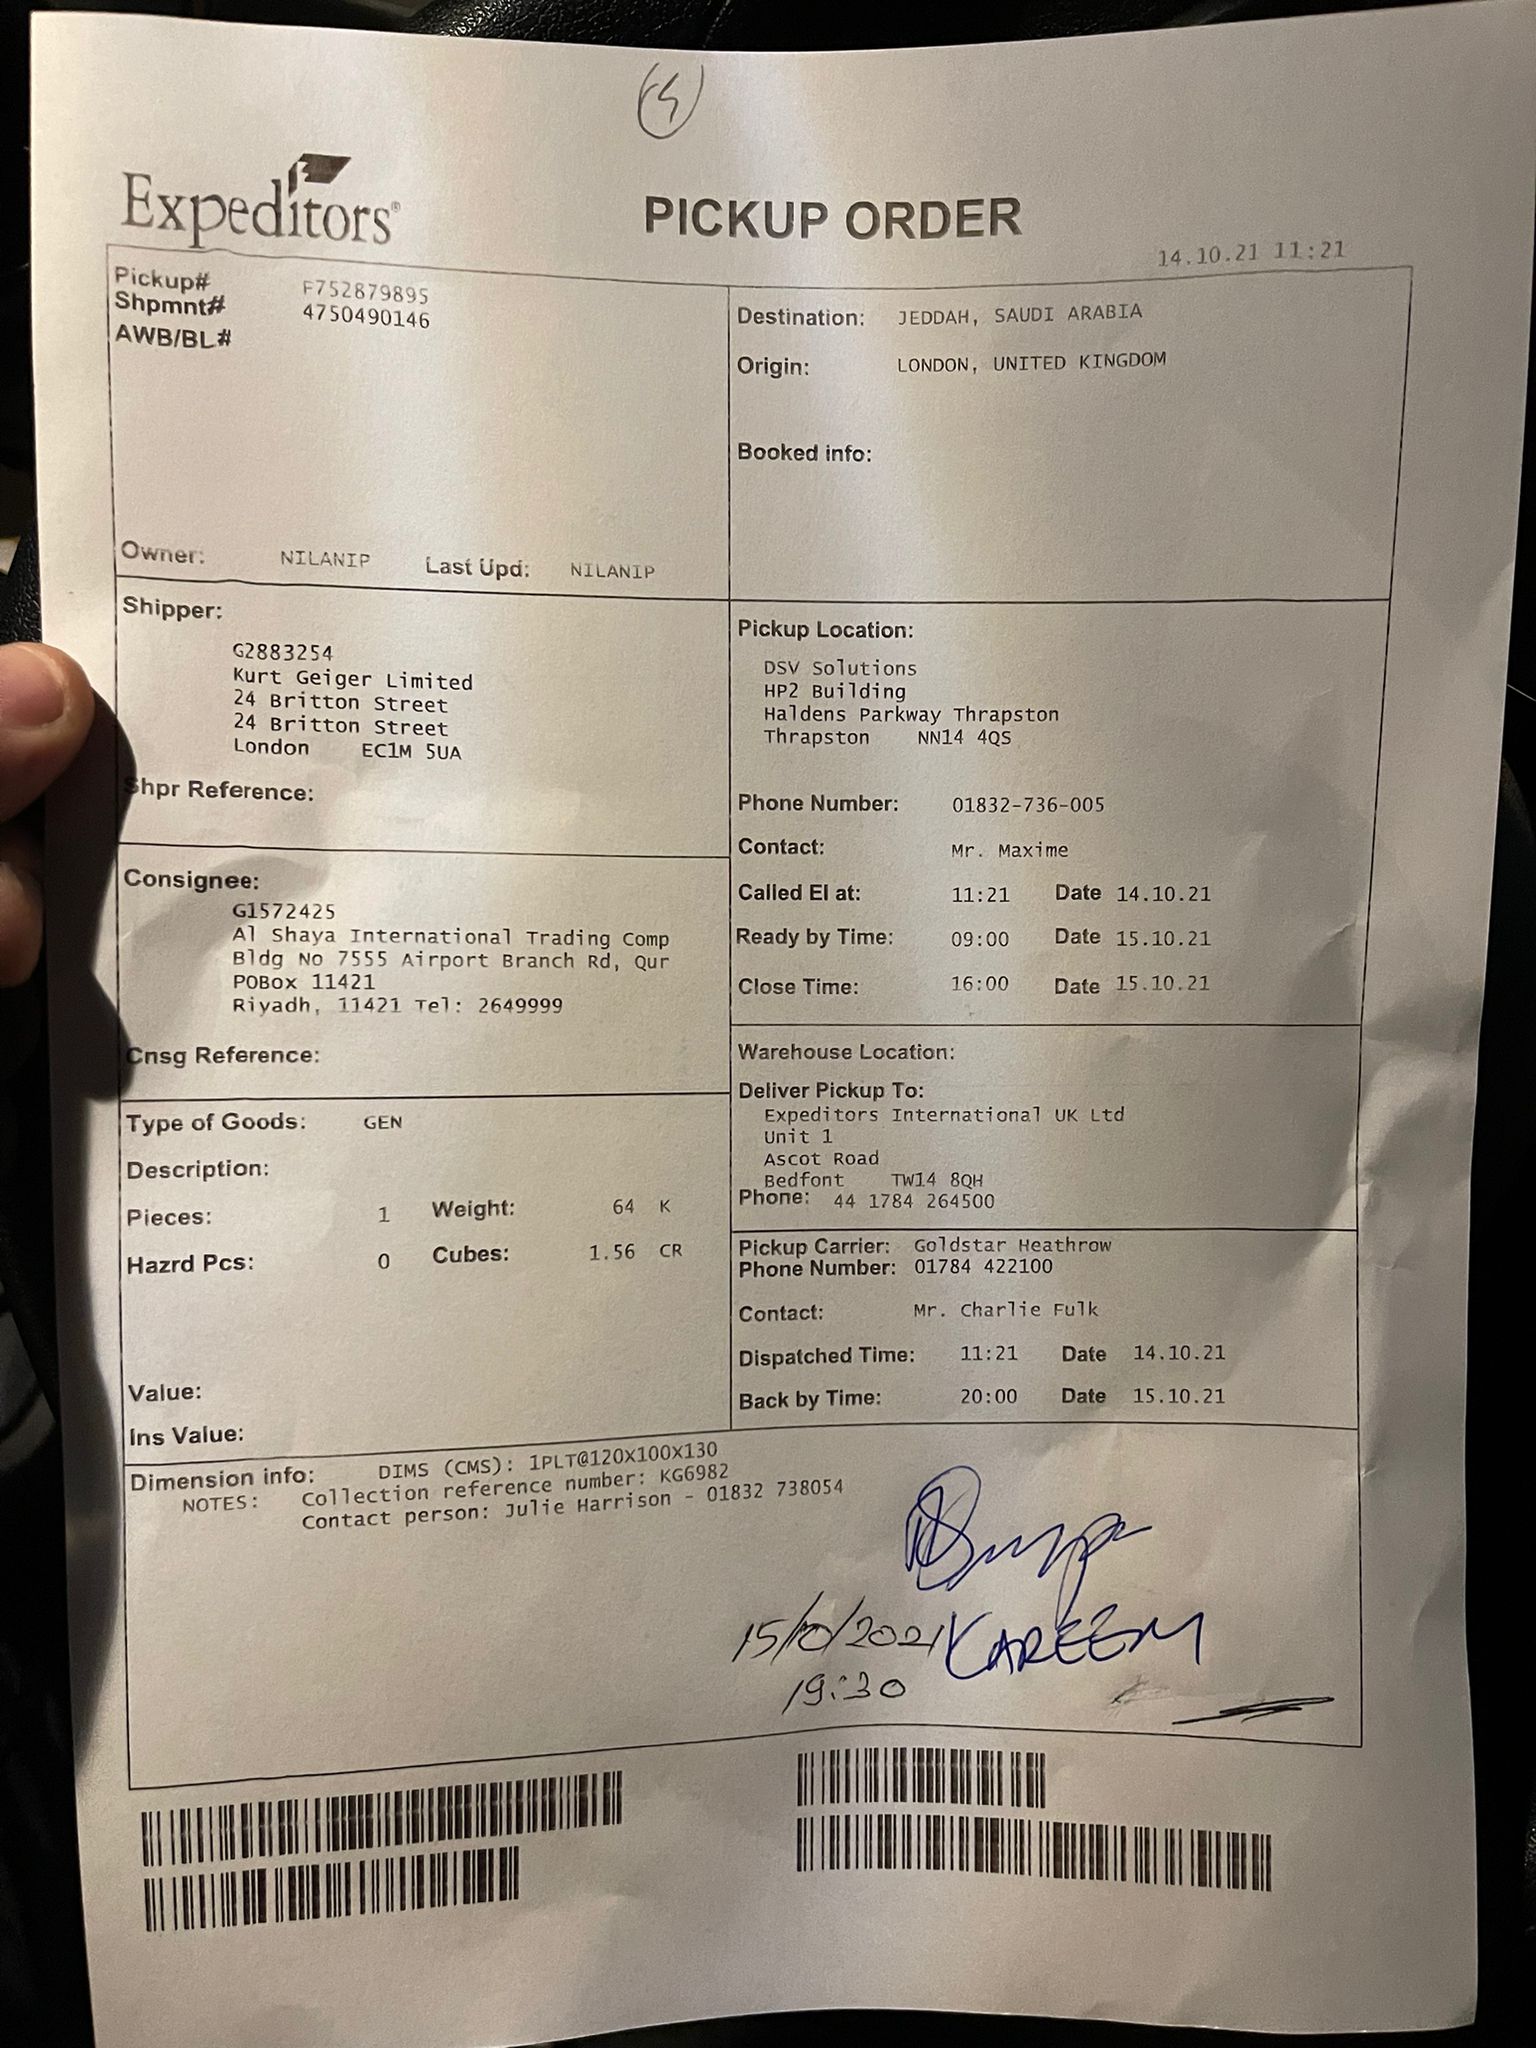 Expeditors®
PICKUP ORDER
14.10.21 11:21
Pickup# F752879895
Shpmnt# 4750490146
AWB/BL#
Owner: NILANIP Last Upd: NILANIP
Destination: JEDDAH, SAUDI ARABIA
Origin: LONDON, UNITED KINGDOM
Booked info:
Shipper:
G2883254
Kurt Geiger Limited
24 Britton Street
24 Britton Street
London EC1M 5UA
Shpr Reference:
Pickup Location:
DSV Solutions
HP2 Building
Haldens Parkway Thrapston
Thrapston NN14 4QS
Phone Number: 01832-736-005
Contact: Mr. Maxime
Called EI at: 11:21 Date 14.10.21
Ready by Time: 09:00 Date 15.10.21
Close Time: 16:00 Date 15.10.21
Consignee:
G1572425
Al Shaya International Trading Comp
Bldg No 7555 Airport Branch Rd, Qur
POBox 11421
Riyadh, 11421 Tel: 2649999
Cnsg Reference:
Warehouse Location:
Deliver Pickup To:
Expeditors International UK Ltd
Unit 1
Ascot Road
Bedfont TW14 8QH
Phone: 44 1784 264500
Type of Goods: GEN
Description:
Pieces: 1 Weight: 64 K
Hazrd Pcs: 0 Cubes: 1.56 CR
Value:
Ins Value:
Pickup Carrier: Goldstar Heathrow
Phone Number: 01784 422100
Contact: Mr. Charlie Fulk
Dispatched Time: 11:21 Date 14.10.21
Back by Time: 20:00 Date 15.10.21
Dimension info: DIMS (CMS): 1PLT@120X100X130
NOTES: Collection reference number: KG6982
Contact person: Julie Harrison - 01832 738054
15/10/2021 KAREEM
19:30